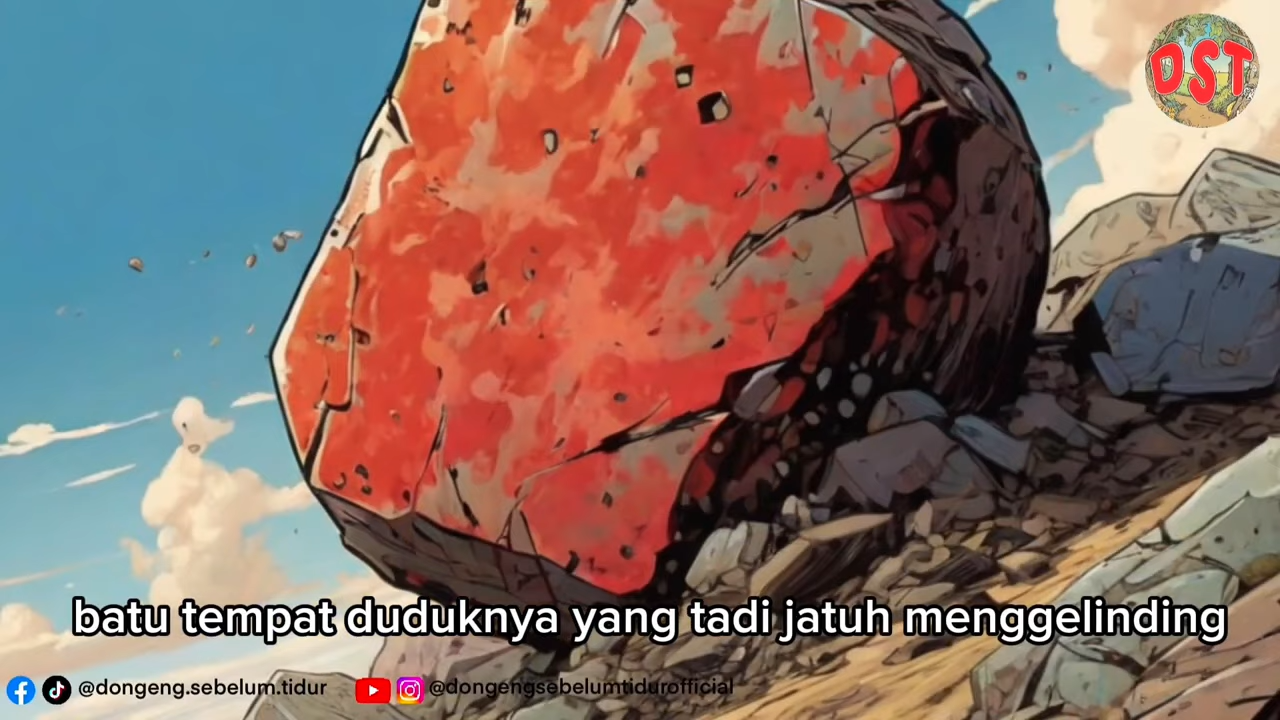 DST
batu tempat duduknya yang tadi jatuh menggelinding
@dongeng.sebelum.tidur @dongengsebelumtidurofficial